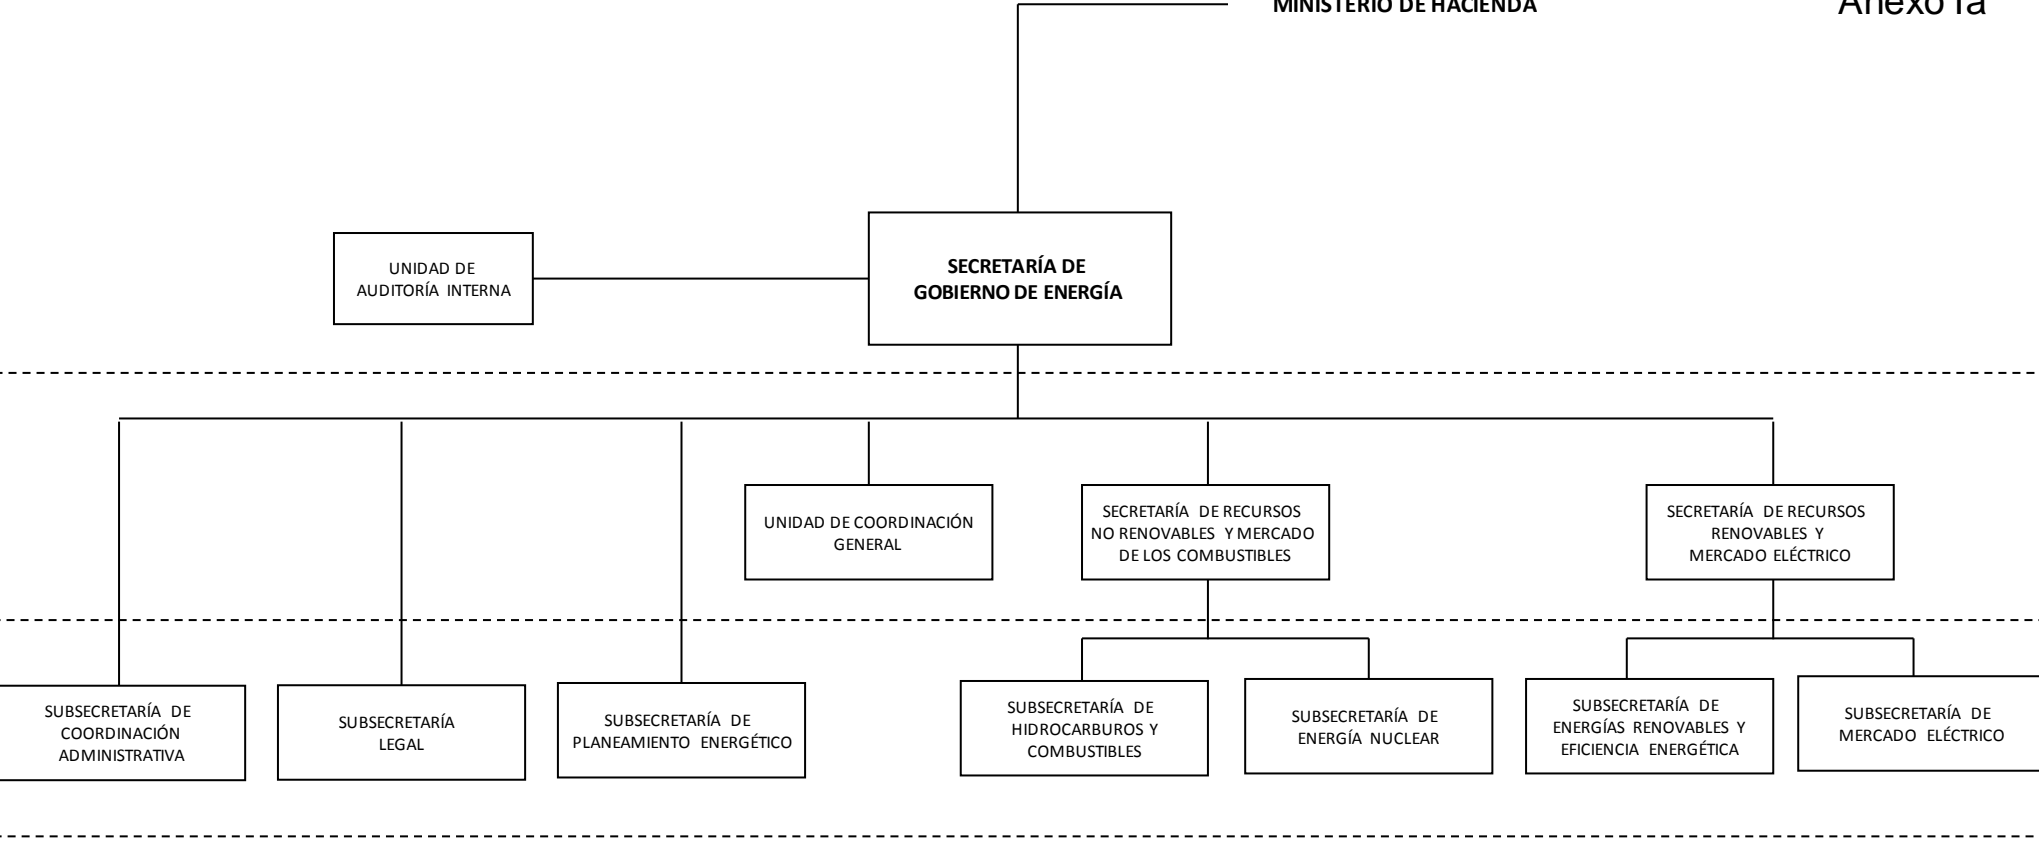 MINISTERIO DE HACIENDA
Anexo Ia
UNIDAD DE
AUDITORÍA INTERNA
SECRETARÍA DE
GOBIERNO DE ENERGÍA
UNIDAD DE COORDINACIÓN
GENERAL
SECRETARÍA DE RECURSOS
NO RENOVABLES Y MERCADO
DE LOS COMBUSTIBLES
SECRETARÍA DE RECURSOS
RENOVABLES Y
MERCADO ELÉCTRICO
SUBSECRETARÍA DE
COORDINACIÓN
ADMINISTRATIVA
SUBSECRETARÍA
LEGAL
SUBSECRETARÍA DE
PLANEAMIENTO ENERGÉTICO
SUBSECRETARÍA DE
HIDROCARBUROS Y
COMBUSTIBLES
SUBSECRETARÍA DE
ENERGÍA NUCLEAR
SUBSECRETARÍA DE
ENERGÍAS RENOVABLES Y
EFICIENCIA ENERGÉTICA
SUBSECRETARÍA DE
MERCADO ELÉCTRICO